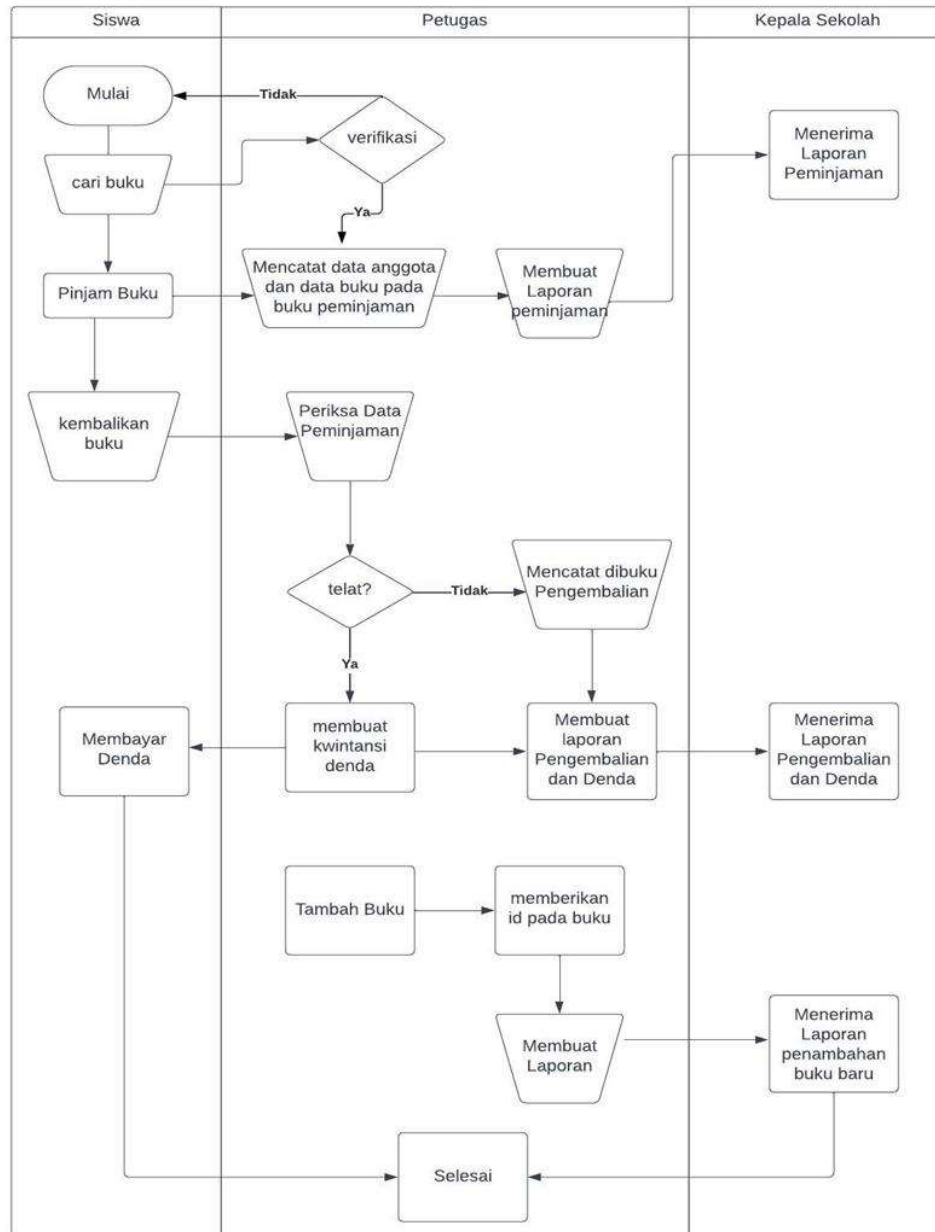 Siswa
Petugas
Kepala Sekolah
Mulai
Tidak
verifikasi
Menerima
Laporan
Peminjaman
cari buku
Ya
Pinjam Buku
Mencatat data anggota
dan data buku pada
buku peminjaman
Membuat
Laporan
peminjaman
kembalikan
buku
Periksa Data
Peminjaman
telat?
Tidak
Mencatat dibuku
Pengembalian
Ya
Membayar
Denda
membuat
kwintansi
denda
Membuat
laporan
Pengembalian
dan Denda
Menerima
Laporan
Pengembalian
dan Denda
Tambah Buku
memberikan
id pada buku
Membuat
Laporan
Menerima
Laporan
penambahan
buku baru
Selesai